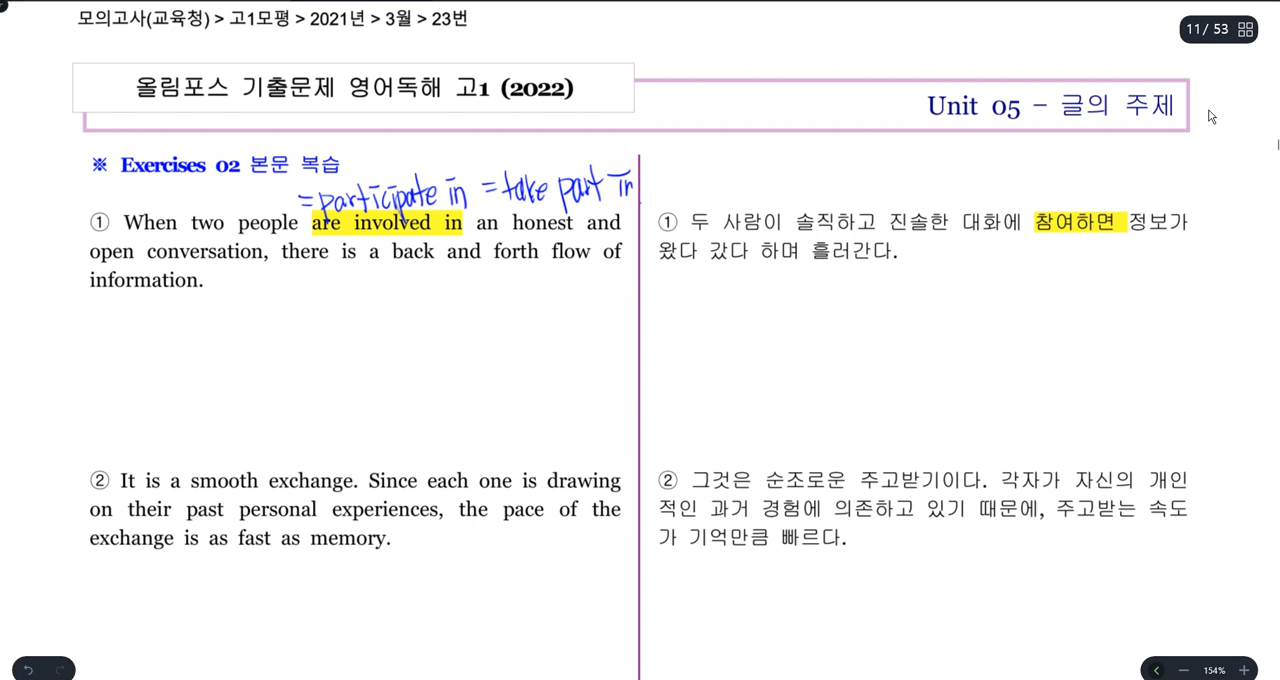 모의고사(교육청) > 고1모평 > 2021년 > 3월 > 23번
11 / 53
올림포스 기출문제 영어독해 고1 (2022)
Unit 05 – 글의 주제
※ Exercises 02 본문 복습
= participate in = take part in
① When two people are involved in an honest and
open conversation, there is a back and forth flow of
information.
① 두 사람이 솔직하고 진솔한 대화에 참여하면 정보가
왔다 갔다 하며 흘러간다.
② It is a smooth exchange. Since each one is drawing
on their past personal experiences, the pace of the
exchange is as fast as memory.
② 그것은 순조로운 주고받기이다. 각자가 자신의 개인
적인 과거 경험에 의존하고 있기 때문에, 주고받는 속도
가 기억만큼 빠르다.
154%